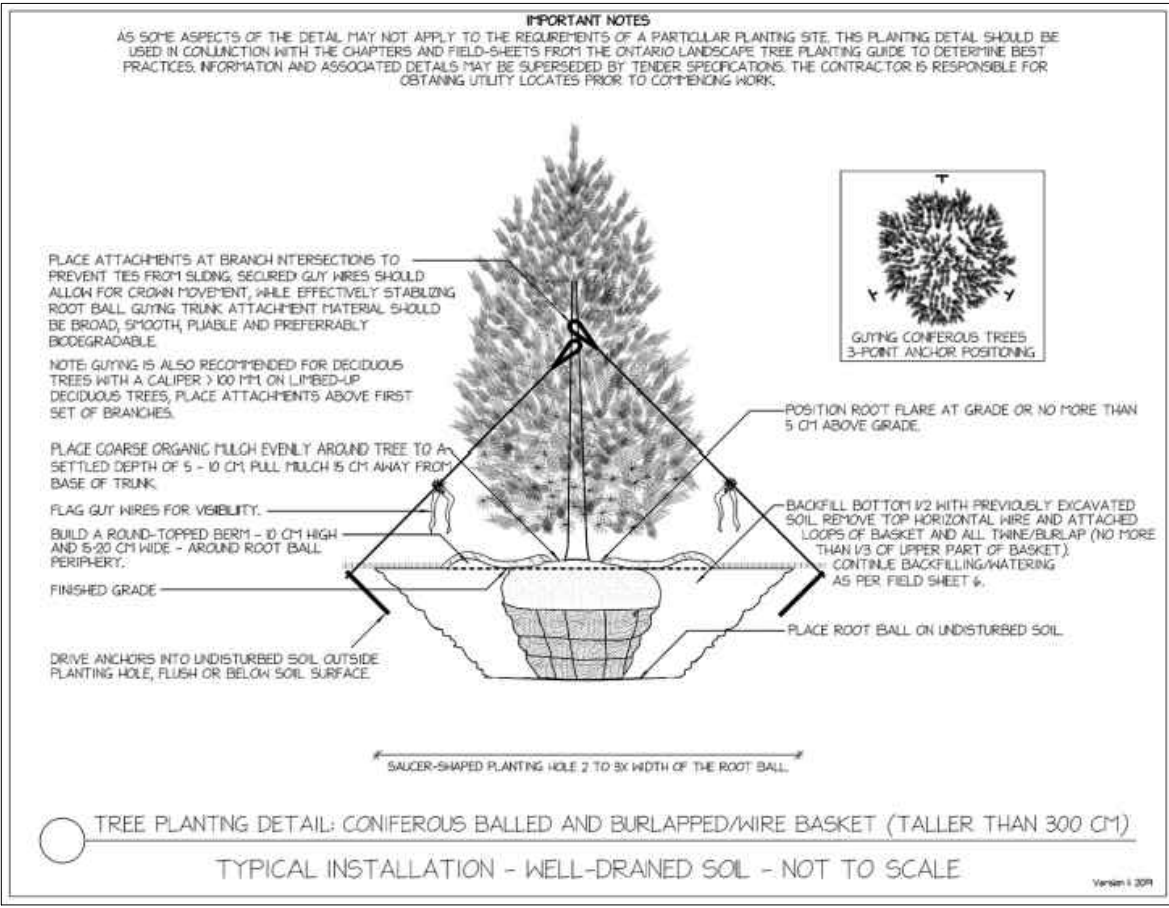 IMPORTANT NOTES
AS SOME ASPECTS OF THE DETAIL MAY NOT APPLY TO THE REQUIREMENTS OF A PARTICULAR PLANTING SITE, THIS PLANTING DETAIL SHOULD BE
USED IN CONJUNCTION WITH THE CHAPTERS AND FIELD-SHEETS FROM THE ONTARIO LANDSCAPE TREE PLANTING GUIDE TO DETERMINE BEST
PRACTICES. INFORMATION AND ASSOCIATED DETAILS MAY BE SUPERSEDED BY TENDER SPECIFICATIONS. THE CONTRACTOR IS RESPONSIBLE FOR
OBTAINING UTILITY LOCATES PRIOR TO COMMENCING WORK.
PLACE ATTACHMENTS AT BRANCH INTERSECTIONS TO
PREVENT TIES FROM SLIDING. SECURED GUY WIRES SHOULD
ALLOW FOR CROWN MOVEMENT, WHILE EFFECTIVELY STABILIZING
ROOT BALL. GUYING TRUNK ATTACHMENT MATERIAL SHOULD
BE BROAD, SMOOTH, PLIABLE AND PREFERRABLY
BIODEGRADABLE.
NOTE: GUYING IS ALSO RECOMMENDED FOR DECIDUOUS
TREES WITH A CALIPER > 100 MM. ON LIMBED-UP
DECIDUOUS TREES, PLACE ATTACHMENTS ABOVE FIRST
SET OF BRANCHES.
PLACE COARSE ORGANIC MULCH EVENLY AROUND TREE TO A
SETTLED DEPTH OF 5 - 10 CM, PULL MULCH 15 CM AWAY FROM
BASE OF TRUNK.
FLAG GUY WIRES FOR VISIBILITY.
BUILD A ROUND-TOPPED BERM - 10 CM HIGH
AND 15-20 CM WIDE - AROUND ROOT BALL
PERIPHERY.
FINISHED GRADE
DRIVE ANCHORS INTO UNDISTURBED SOIL OUTSIDE
PLANTING HOLE, FLUSH OR BELOW SOIL SURFACE.
GUYING CONIFEROUS TREES
3-POINT ANCHOR POSITIONING
POSITION ROOT FLARE AT GRADE OR NO MORE THAN
5 CM ABOVE GRADE.
BACKFILL BOTTOM 1/2 WITH PREVIOUSLY EXCAVATED
SOIL. REMOVE TOP HORIZONTAL WIRE AND ATTACHED
LOOPS OF BASKET AND ALL TWINE/BURLAP (NO MORE
THAN 1/3 OF UPPER PART OF BASKET).
CONTINUE BACKFILLING/WATERING
AS PER FIELD SHEET 6.
PLACE ROOT BALL ON UNDISTURBED SOIL.
SAUCER-SHAPED PLANTING HOLE 2 TO 3X WIDTH OF THE ROOT BALL.
TREE PLANTING DETAIL: CONIFEROUS BALLED AND BURLAPPED/WIRE BASKET (TALLER THAN 300 CM)
TYPICAL INSTALLATION - WELL-DRAINED SOIL - NOT TO SCALE
Version 1: 2019